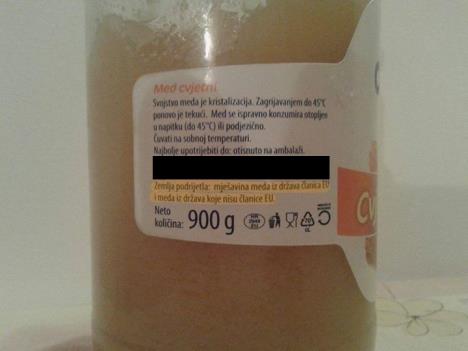 Med cvjetni
Svojstvo meda je kristalizacija. Zagrijavanjem do 45°C
ponovo je tekući. Med se ispravno konzumira otopljen
u napitku (do 45°C) ili podjezično.
Čuvati na sobnoj temperaturi.
Najbolje upotrijebiti do: otisnuto na ambalaži.
Zemlja podrijetla: mješavina meda iz država članica EU
i meda iz država koje nisu članice EU.
Neto
količina: 900 g